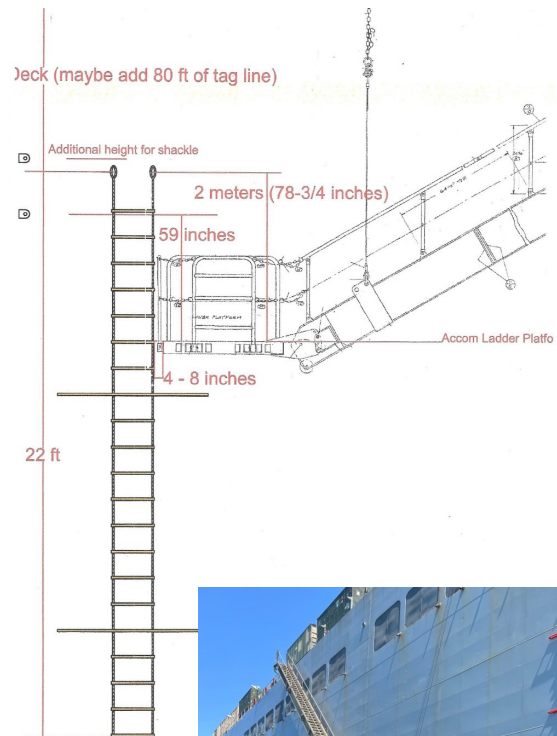 Deck (maybe add 80 ft of tag line)
Additional height for shackle
2 meters (78-3/4 inches)
59 inches
Accom Ladder Platfo
4 - 8 inches
22 ft